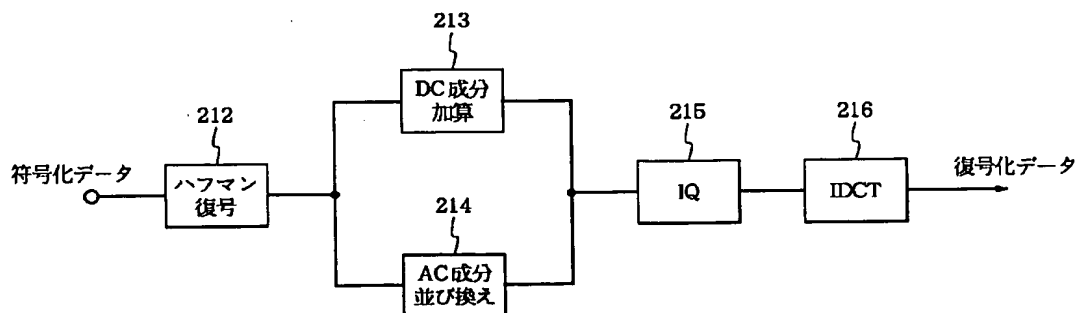 213
DC成分
加算
212
215
216
符号化データ
ハフマン
復号
IQ
IDCT
復号化データ
214
AC成分
並び換え